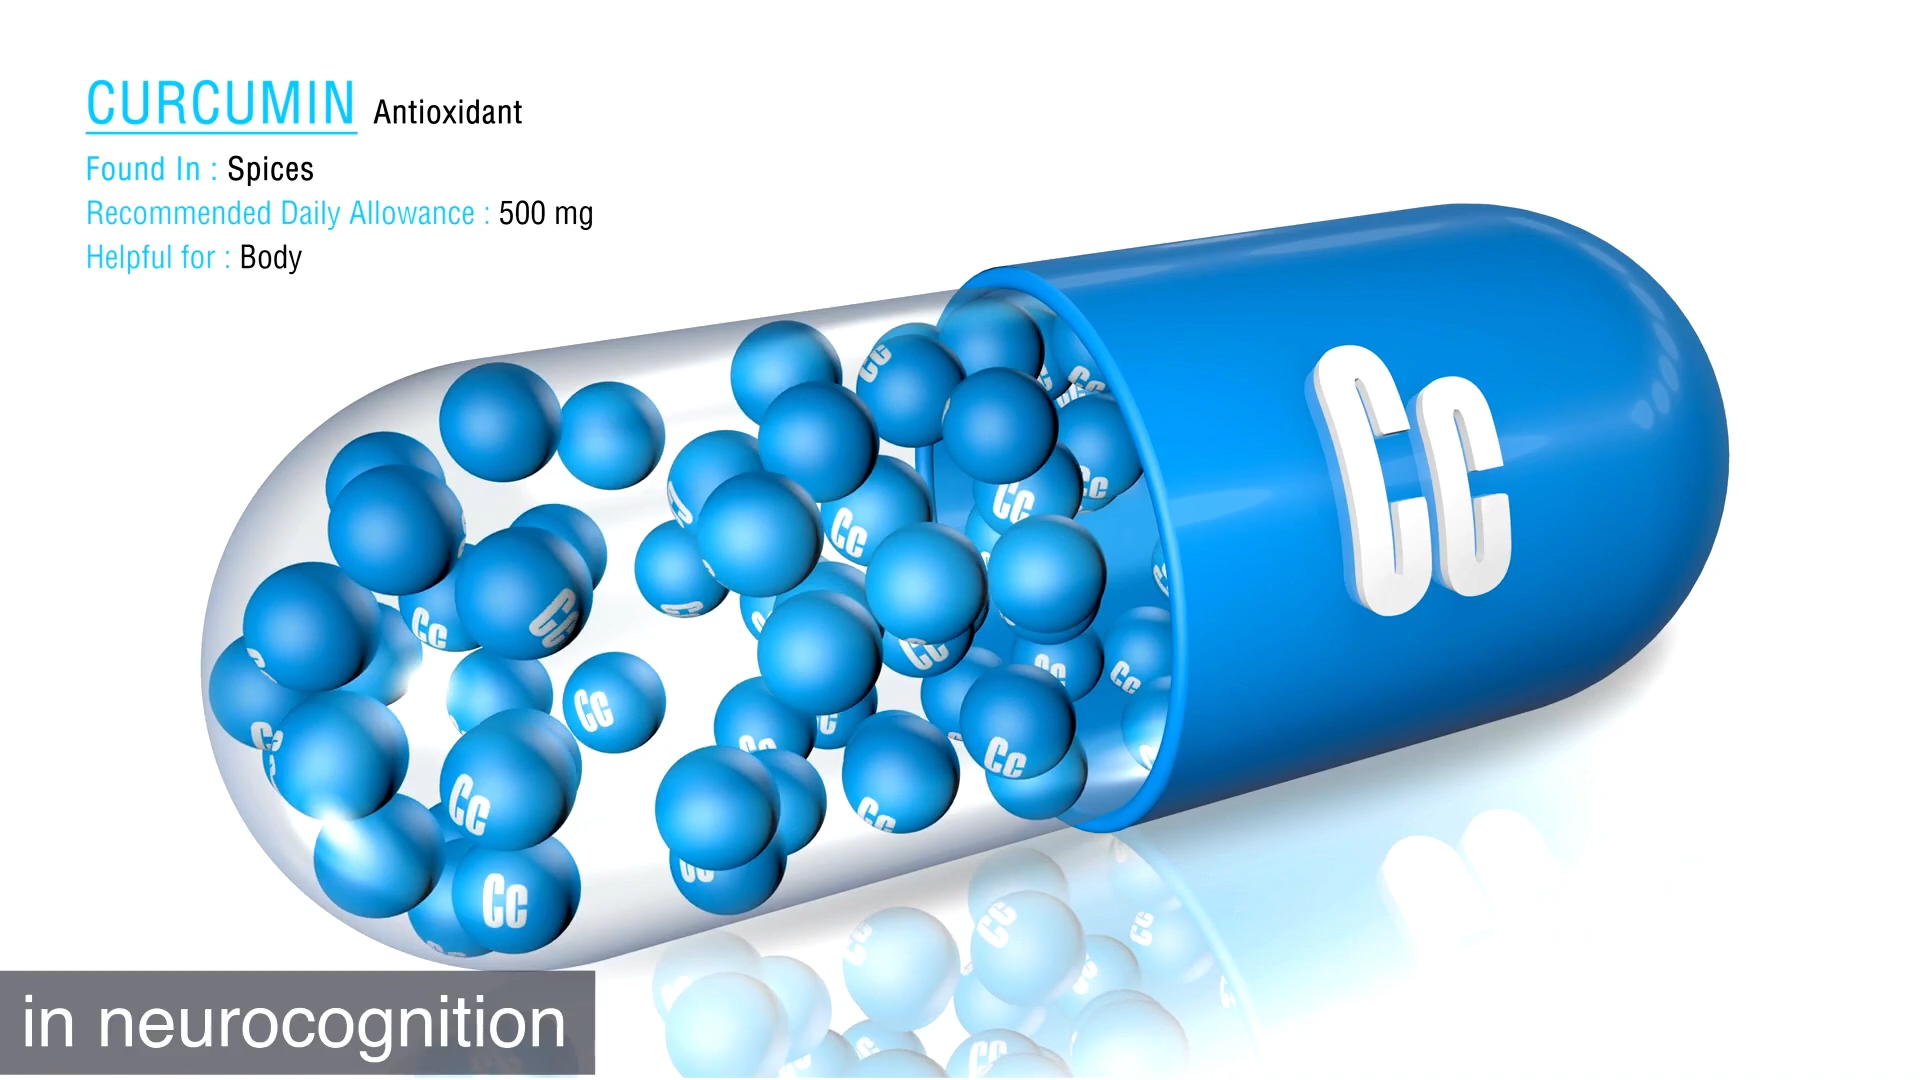 CURCUMIN Antioxidant
Found In : Spices
Recommended Daily Allowance : 500 mg
Helpful for : Body
Cc
in neurocognition